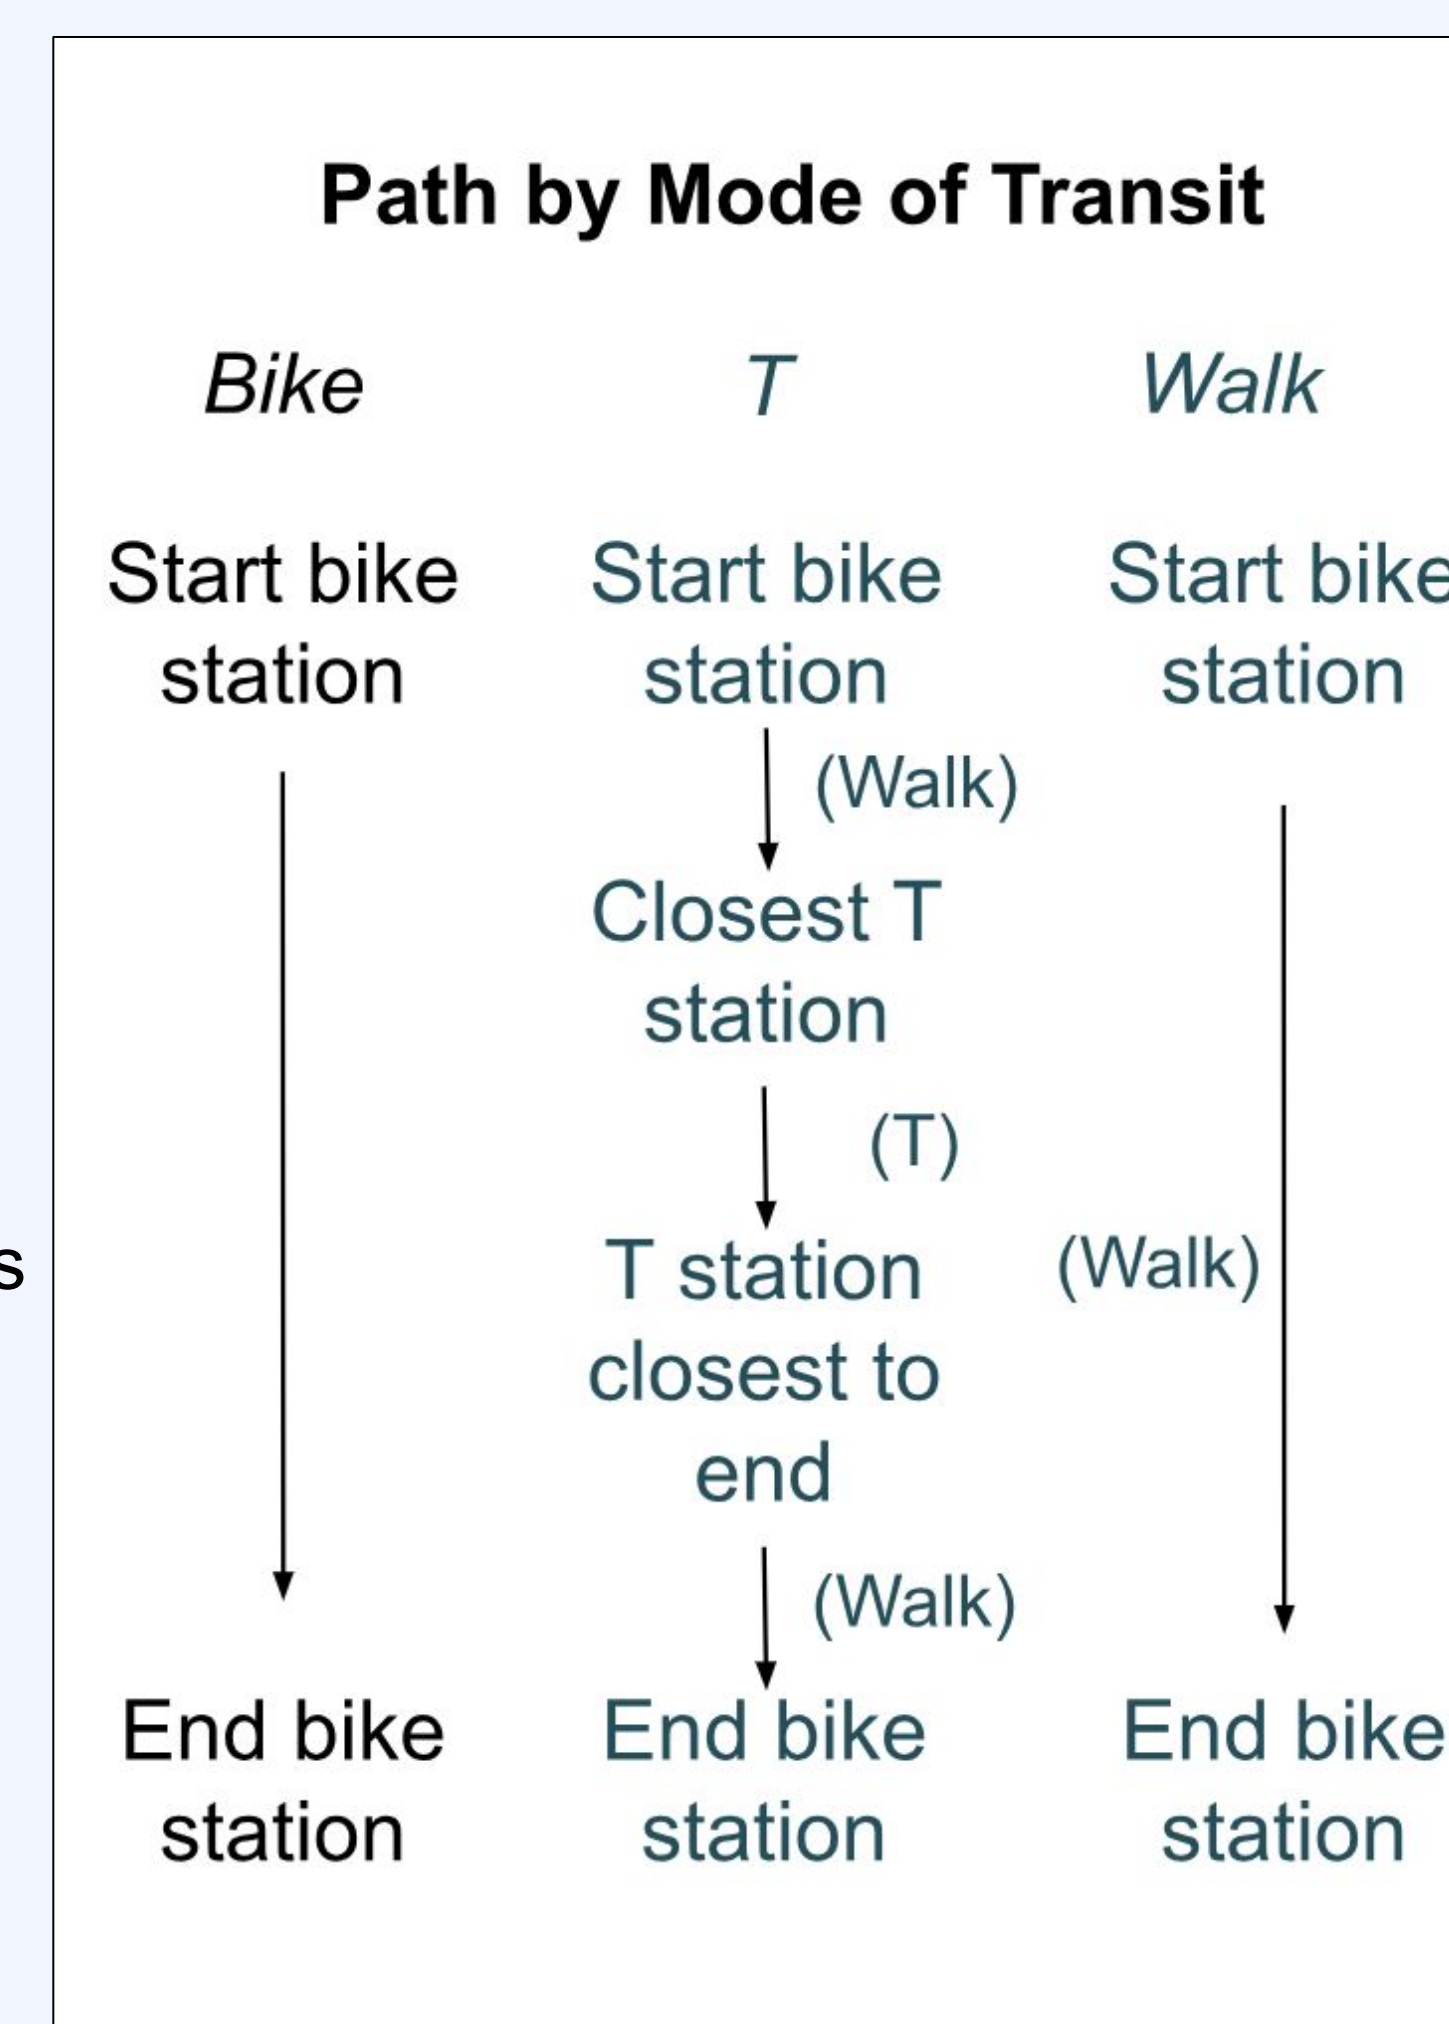 Path by Mode of Transit
Bike
T
Walk
Start bike
station
Start bike
station
Start bike
station
(Walk)
Closest T
station
(T)
T station
closest to
end
(Walk)
(Walk)
End bike
station
End bike
station
End bike
station
s